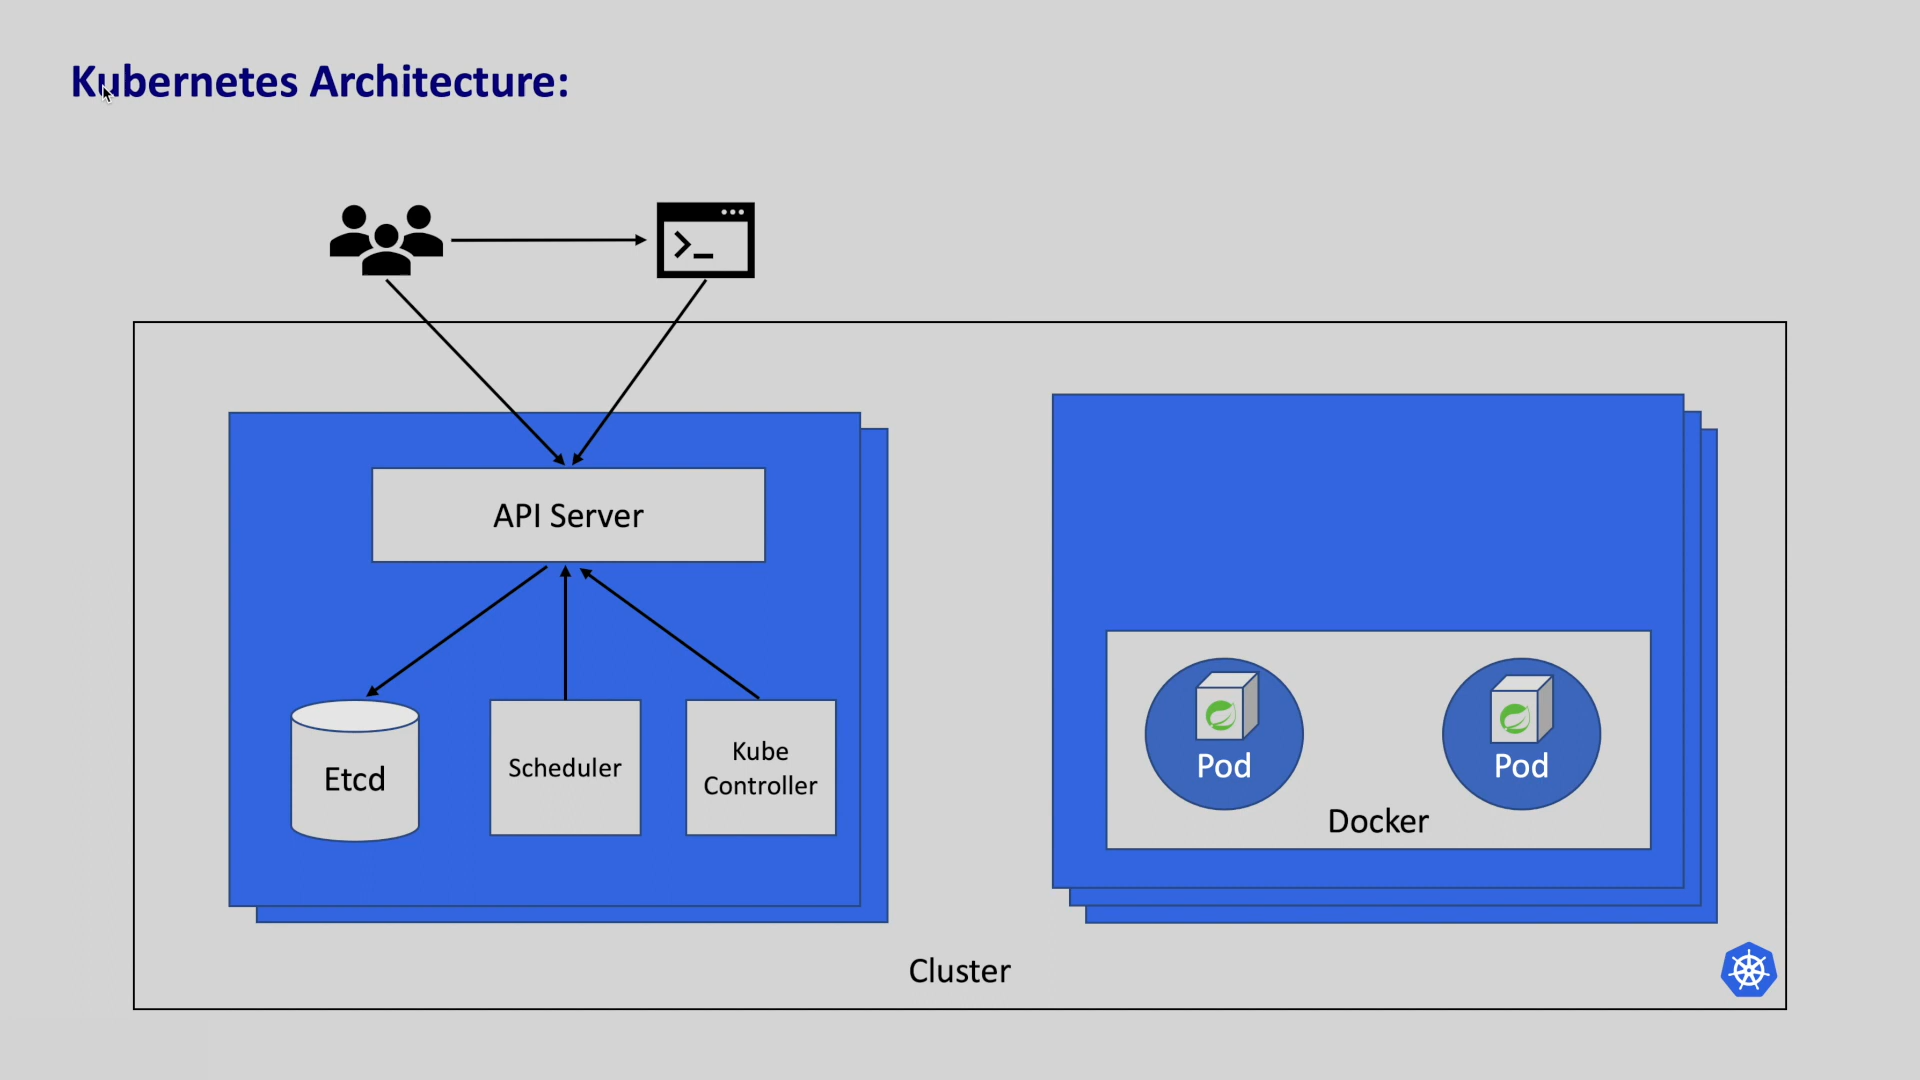 Kubernetes Architecture:
API Server
Etcd
Scheduler
Kube
Controller
Pod
Pod
Docker
Cluster